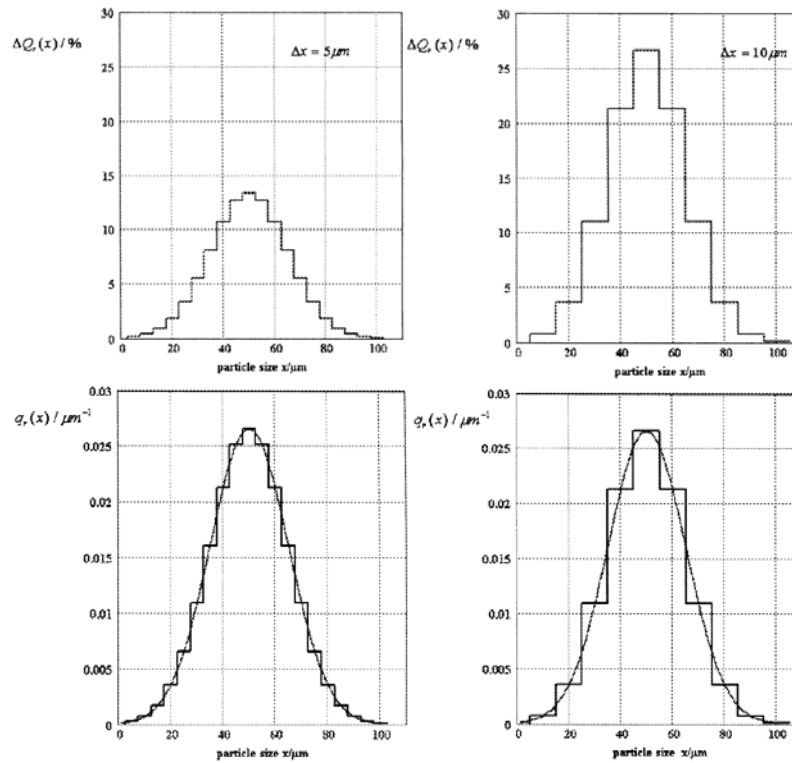 30
ΔQᵣ(x) / %
Δx = 5 μm
25
20
15
10
5
0
0 20 40 60 80 100
particle size x/μm
30
ΔQᵣ(x) / %
Δx = 10 μm
25
20
15
10
5
0
0 20 40 60 80 100
particle size x/μm
0.03
qᵣ(x) / μm⁻¹
0.025
0.02
0.015
0.01
0.005
0
0 20 40 60 80 100
particle size x/μm
0.03
qᵣ(x) / μm⁻¹
0.025
0.02
0.015
0.01
0.005
0
0 20 40 60 80 100
particle size x/μm